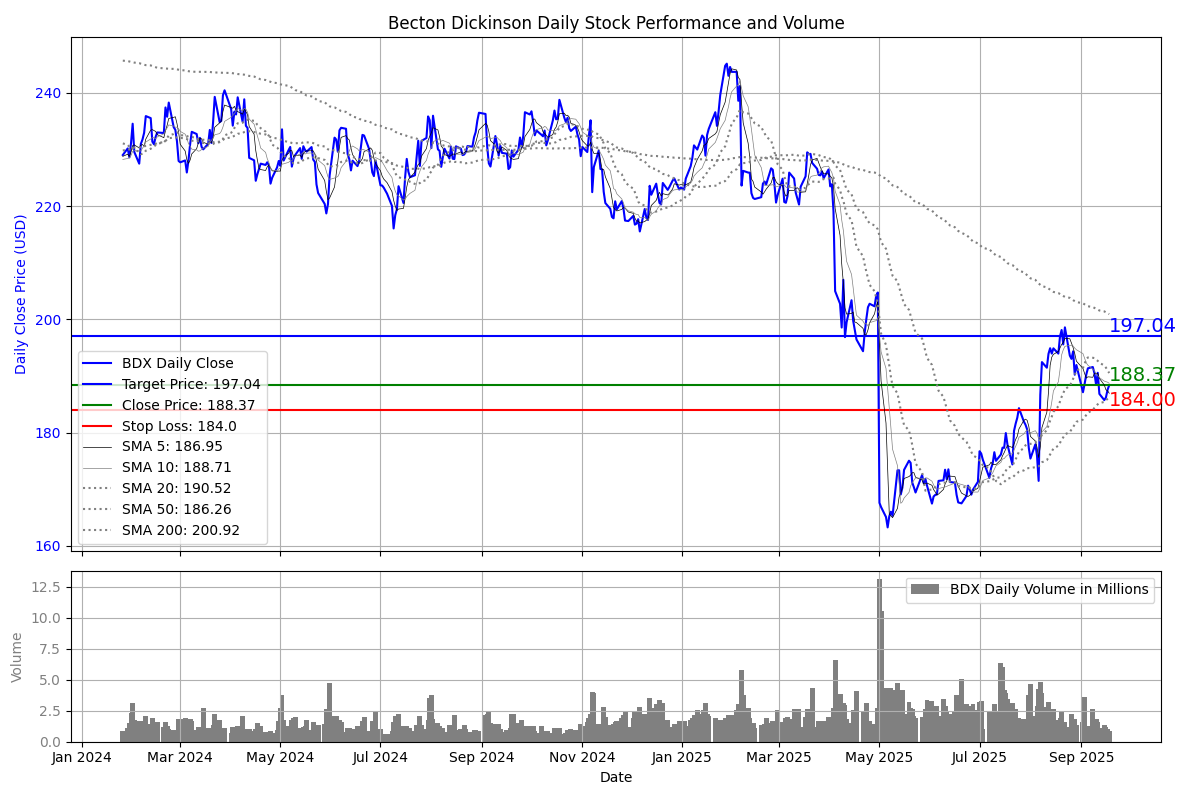 Becton Dickinson Daily Stock Performance and Volume
Daily Close Price (USD)
240
220
200
180
160
197.04
188.37
184.00
BDX Daily Close
Target Price: 197.04
Close Price: 188.37
Stop Loss: 184.0
SMA 5: 186.95
SMA 10: 188.71
SMA 20: 190.52
SMA 50: 186.26
SMA 200: 200.92
Volume
12.5
10.0
7.5
5.0
2.5
0.0
BDX Daily Volume in Millions
Jan 2024
Mar 2024
May 2024
Jul 2024
Sep 2024
Nov 2024
Jan 2025
Mar 2025
May 2025
Jul 2025
Sep 2025
Date